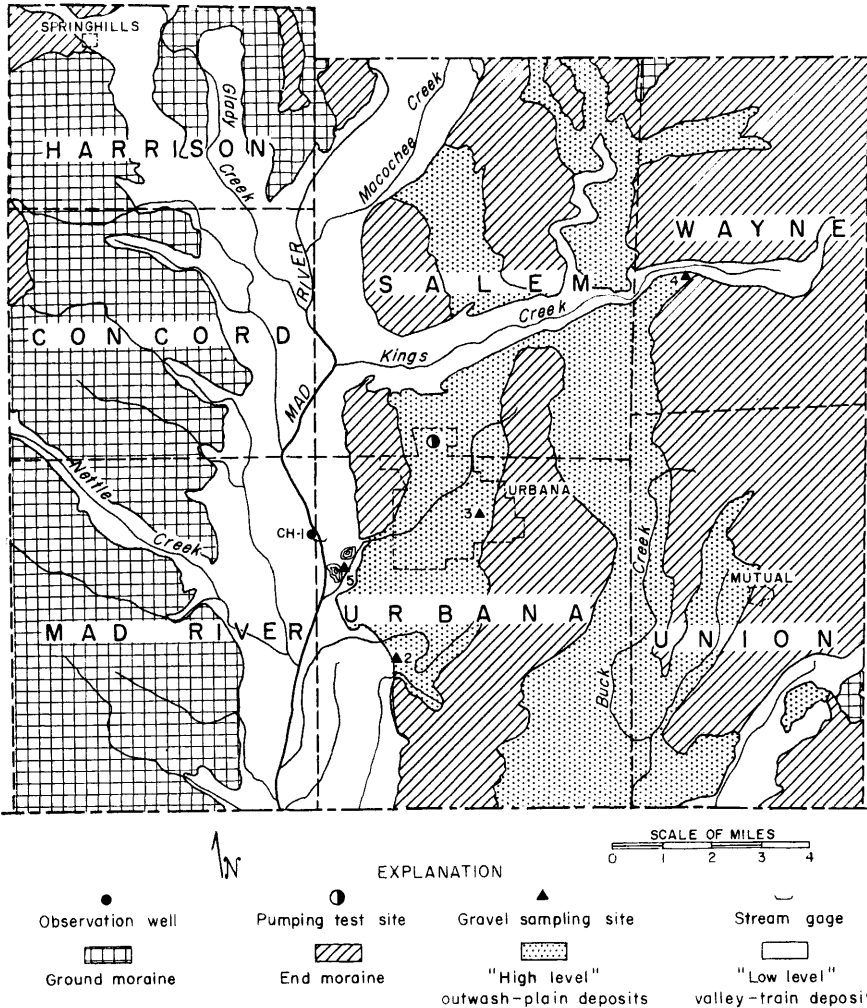 SPRINGHILLS
Glady
Creek
Creek
Macochee
HARRISON
RIVER
WAYNE
SALEM
4
CONCORD
Creek
Kings
MAD
Nettle
Creek
URBANA
3
CH-1
5
Creek
MUTUAL
MAD RIVER
URBANA
UNION
2
Buck
N
SCALE OF MILES
0 1 2 3 4
EXPLANATION
Observation well
Pumping test site
Gravel sampling site
Stream gage
Ground moraine
End moraine
"High level"
outwash-plain deposits
"Low level"
valley-train deposit